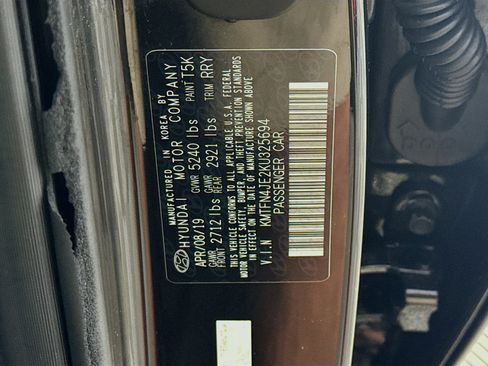 MANUFACTURED IN KOREA BY
HYUNDAI MOTOR COMPANY
APR/08/19 GVWR 5240 lbs PAINT T5K
GAWR FRONT 2712 lbs GAWR REAR 2921 lbs TRIM RRY
THIS VEHICLE CONFORMS TO ALL APPLICABLE U.S.A. FEDERAL
MOTOR VEHICLE SAFETY, BUMPER, AND THEFT PREVENTION STANDARDS
IN EFFECT ON THE DATE OF MANUFACTURE SHOWN ABOVE.
V.I.N KMTFN4JE2KU325694
PASSENGER CAR